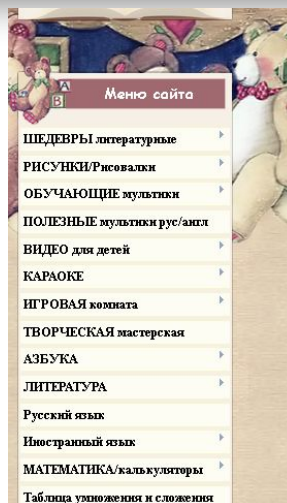 A
B
Меню сайта
ШЕДЕВРЫ литературные
РИСУНКИ/Рисовалки
ОБУЧАЮЩИЕ мультики
ПОЛЕЗНЫЕ мультики рус/англ
ВИДЕО для детей
КАРАОКЕ
ИГРОВАЯ комната
ТВОРЧЕСКАЯ мастерская
АЗБУКА
ЛИТЕРАТУРА
Русский язык
Иностранный язык
МАТЕМАТИКА/калькуляторы
Таблица умножения и сложения